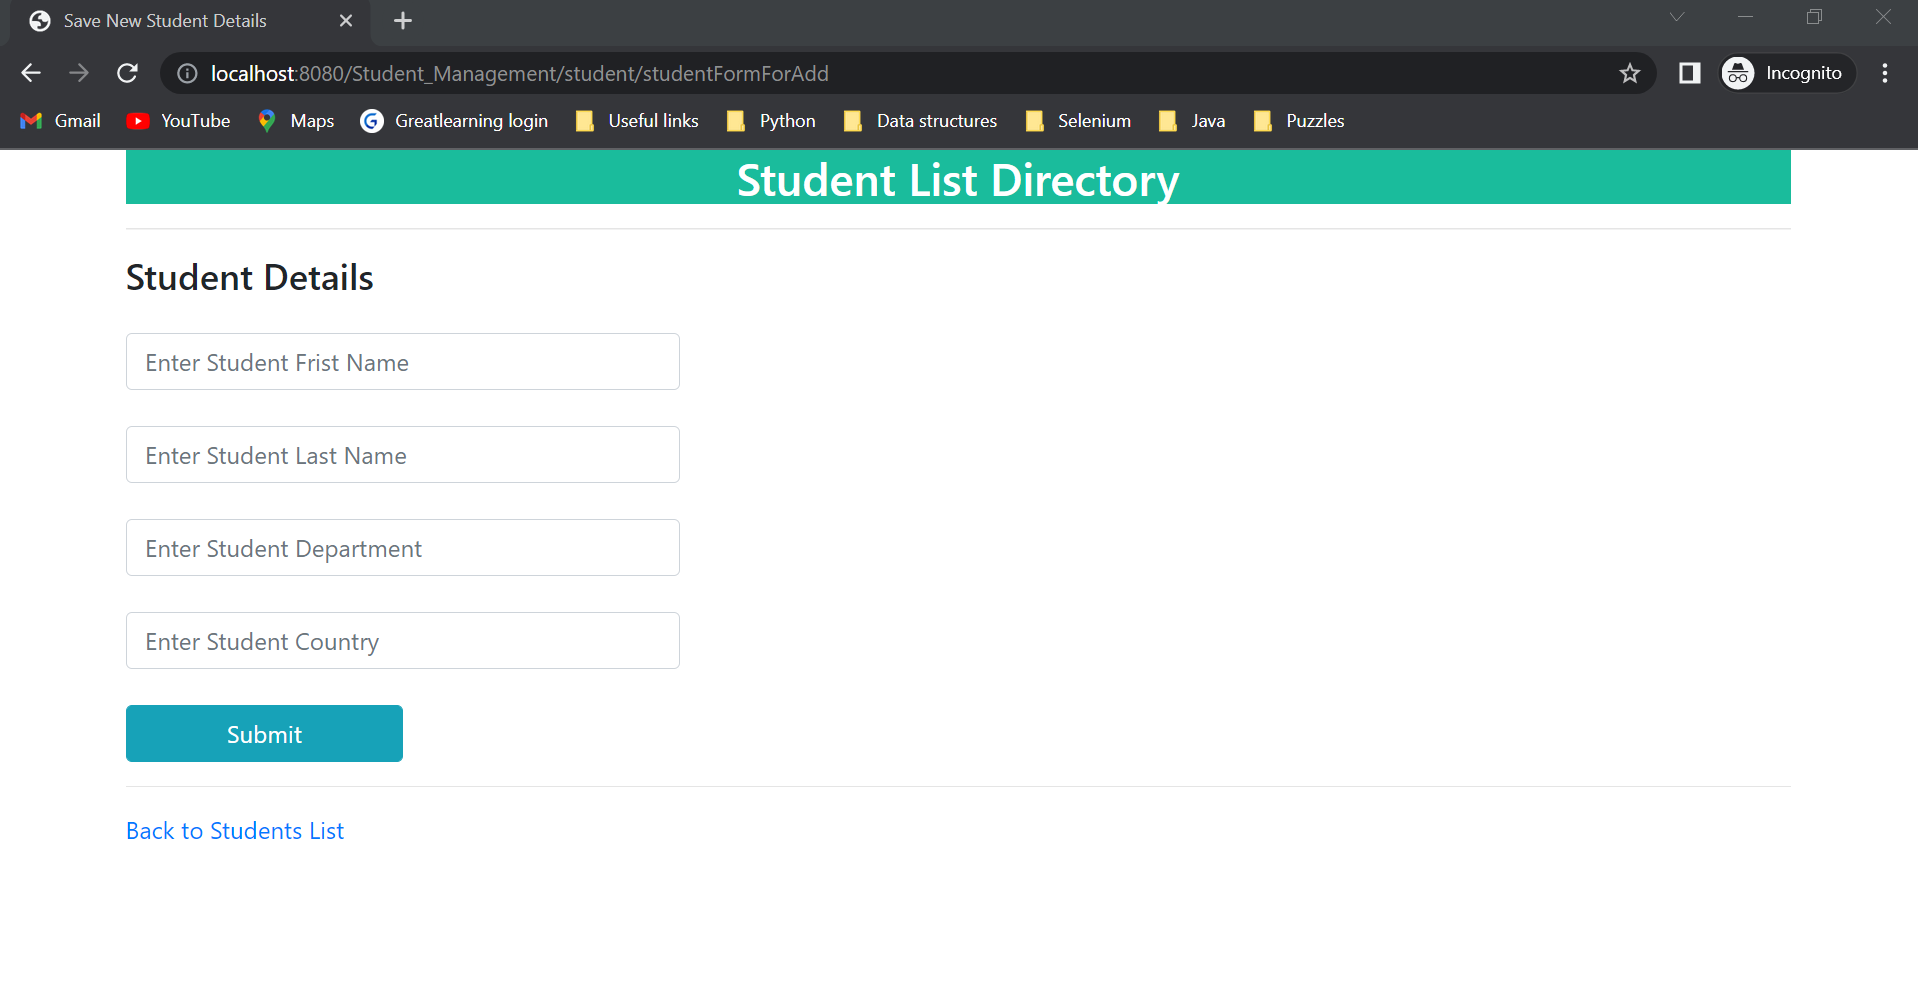 Save New Student Details
localhost:8080/Student_Management/student/studentFormForAdd
Incognito
Gmail YouTube Maps Greatlearning login Useful links Python Data structures Selenium Java Puzzles
Student List Directory
Student Details
Enter Student Frist Name
Enter Student Last Name
Enter Student Department
Enter Student Country
Submit
Back to Students List